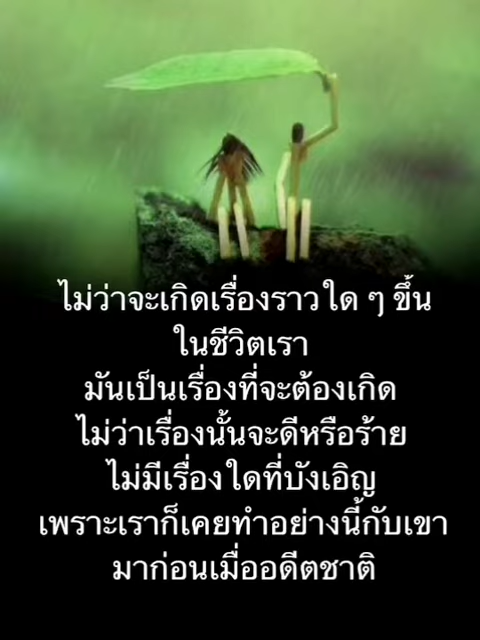 ไม่ว่าจะเกิดเรื่องราวใด ๆ ขึ้น
ในชีวิตเรา
มันเป็นเรื่องที่จะต้องเกิด
ไม่ว่าเรื่องนั้นจะดีหรือร้าย
ไม่มีเรื่องใดที่บังเอิญ
เพราะเราก็เคยทำอย่างนี้กับเขา
มาก่อนเมื่ออดีตชาติ